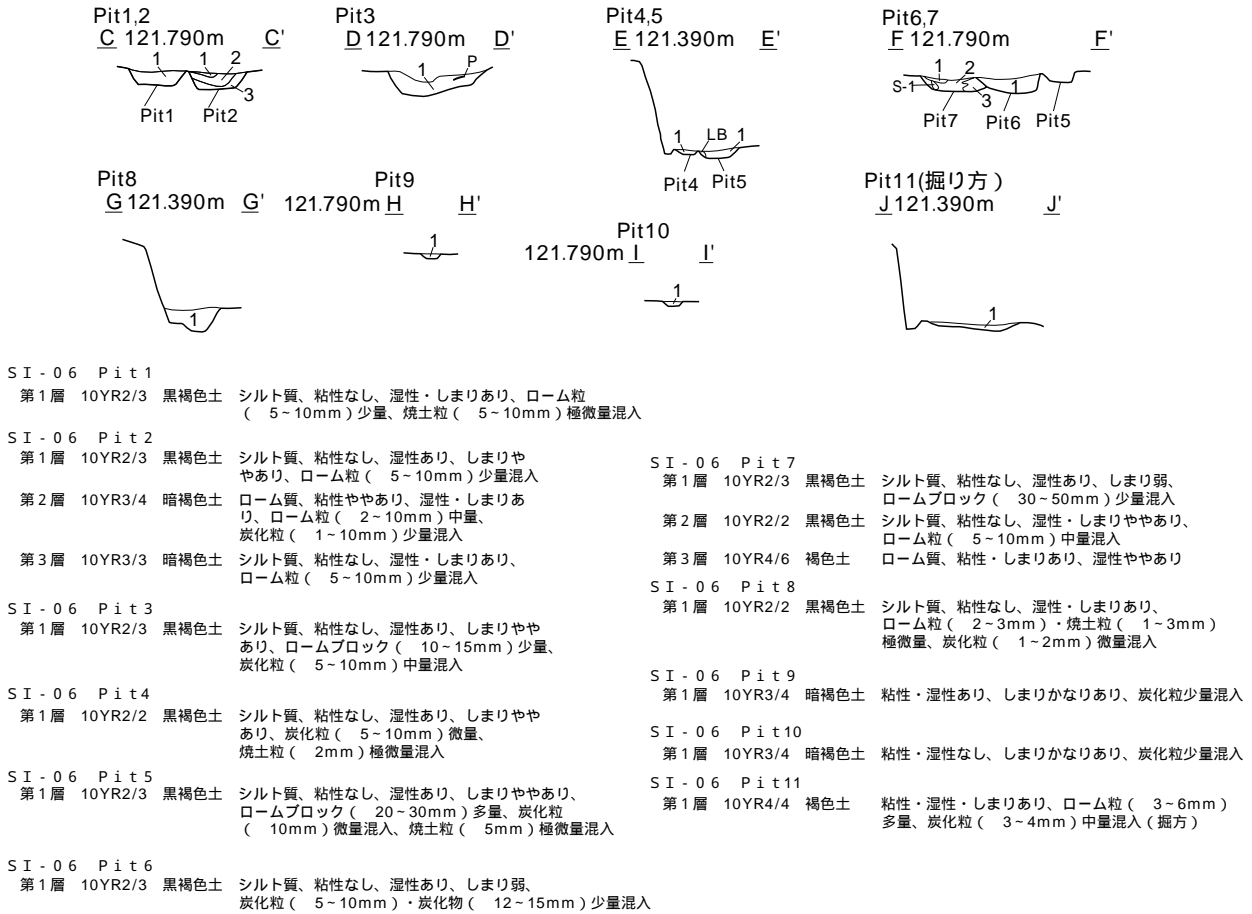 Pit1,2
C 121.790m C'
1 1 2
3
Pit1 Pit2
Pit3
D 121.790m D'
1 P
Pit4,5
E 121.390m E'
1 LB 1
Pit4 Pit5
Pit6,7
F 121.790m F'
1 2
S-1 3 1
Pit7 Pit6 Pit5
Pit8
G 121.390m G'
1
Pit9
121.790m H H'
1
Pit10
121.790m I I'
1
Pit11(掘り方)
J 121.390m J'
1
SI-06 Pit1
第1層 10YR2/3 黒褐色土 シルト質、粘性なし、湿性・しまりあり、ローム粒
( 5~10mm)少量、焼土粒( 5~10mm)極微量混入
SI-06 Pit2
第1層 10YR2/3 黒褐色土 シルト質、粘性なし、湿性あり、しまりや
やあり、ローム粒( 5~10mm)少量混入
第2層 10YR3/4 暗褐色土 ローム質、粘性ややあり、湿性・しまりあ
り、ローム粒( 2~10mm)中量、
炭化粒( 1~10mm)少量混入
第3層 10YR3/3 暗褐色土 シルト質、粘性なし、湿性・しまりあり、
ローム粒( 5~10mm)少量混入
SI-06 Pit3
第1層 10YR2/3 黒褐色土 シルト質、粘性なし、湿性あり、しまりやや
あり、ロームブロック( 10~15mm)少量、
炭化粒( 5~10mm)中量混入
SI-06 Pit4
第1層 10YR2/2 黒褐色土 シルト質、粘性なし、湿性あり、しまりやや
あり、炭化粒( 5~10mm)微量、
焼土粒( 2mm)極微量混入
SI-06 Pit5
第1層 10YR2/3 黒褐色土 シルト質、粘性なし、湿性あり、しまりややあり、
ロームブロック( 20~30mm)多量、炭化粒
( 10mm)微量混入、焼土粒( 5mm)極微量混入
SI-06 Pit6
第1層 10YR2/3 黒褐色土 シルト質、粘性なし、湿性あり、しまり弱、
炭化粒( 5~10mm)・炭化物( 12~15mm)少量混入
SI-06 Pit7
第1層 10YR2/3 黒褐色土 シルト質、粘性なし、湿性あり、しまり弱、
ロームブロック( 30~50mm)少量混入
第2層 10YR2/2 黒褐色土 シルト質、粘性なし、湿性・しまりややあり、
ローム粒( 5~10mm)中量混入
第3層 10YR4/6 褐色土 ローム質、粘性・しまりあり、湿性ややあり
SI-06 Pit8
第1層 10YR2/2 黒褐色土 シルト質、粘性なし、湿性・しまりあり、
ローム粒( 2~3mm)・焼土粒( 1~3mm)
極微量、炭化粒( 1~2mm)微量混入
SI-06 Pit9
第1層 10YR3/4 暗褐色土 粘性・湿性あり、しまりかなりあり、炭化粒少量混入
SI-06 Pit10
第1層 10YR3/4 暗褐色土 粘性・湿性なし、しまりかなりあり、炭化粒少量混入
SI-06 Pit11
第1層 10YR4/4 褐色土 粘性・湿性・しまりあり、ローム粒( 3~6mm)
多量、炭化粒( 3~4mm)中量混入(掘方)